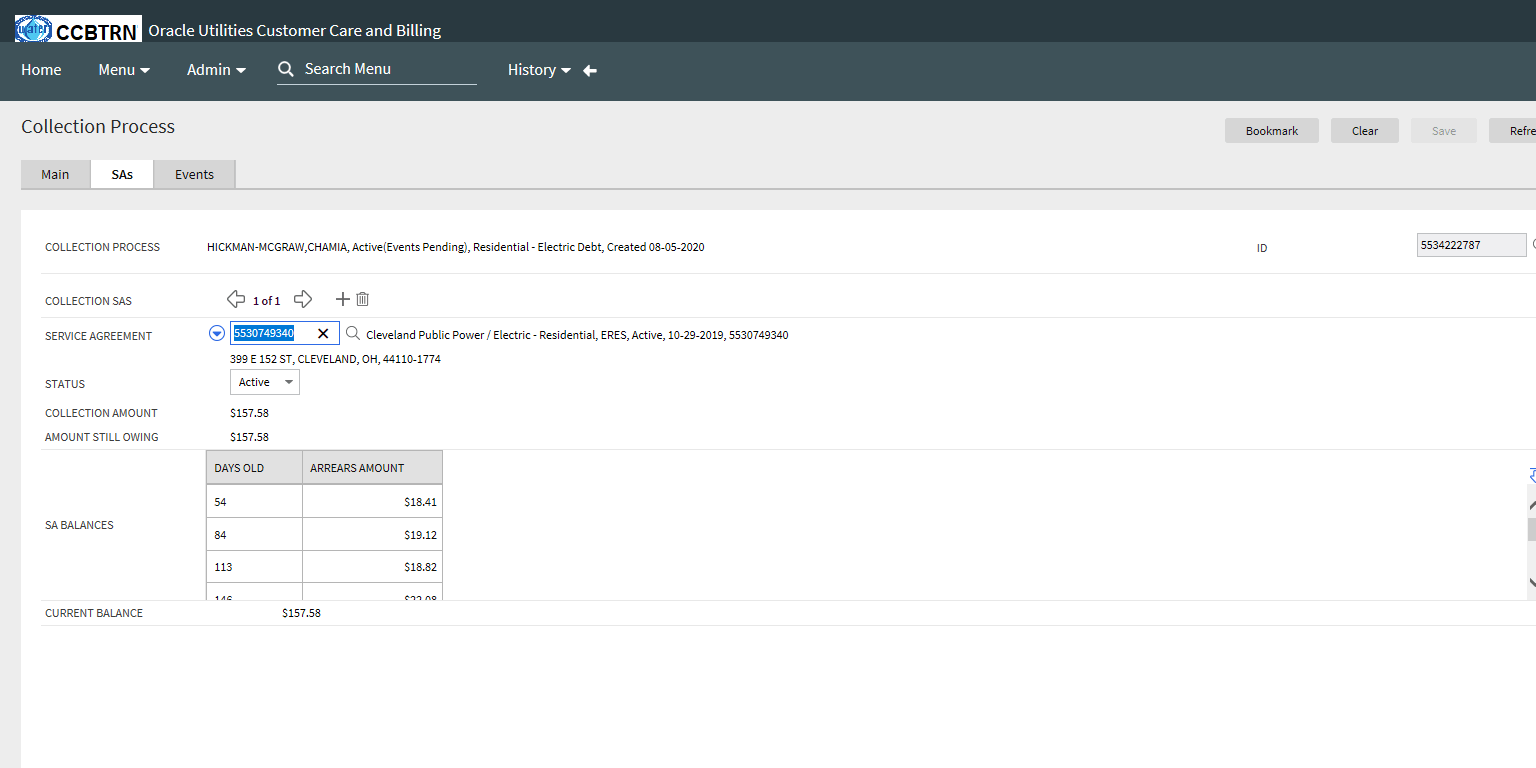 water CCBTRN Oracle Utilities Customer Care and Billing
Home Menu Admin Search Menu History
Collection Process
Bookmark Clear Save Refre
Main SAs Events
COLLECTION PROCESS HICKMAN-MCGRAW,CHAMIA, Active(Events Pending), Residential - Electric Debt, Created 08-05-2020 ID 5534222787
COLLECTION SAS 1 of 1
SERVICE AGREEMENT 5530749340 Cleveland Public Power / Electric - Residential, ERES, Active, 10-29-2019, 5530749340
399 E 152 ST, CLEVELAND, OH, 44110-1774
STATUS Active
COLLECTION AMOUNT $157.58
AMOUNT STILL OWING $157.58
DAYS OLD ARREARS AMOUNT
54 $18.41
SA BALANCES
84 $19.12
113 $18.82
146 $22.08
CURRENT BALANCE $157.58